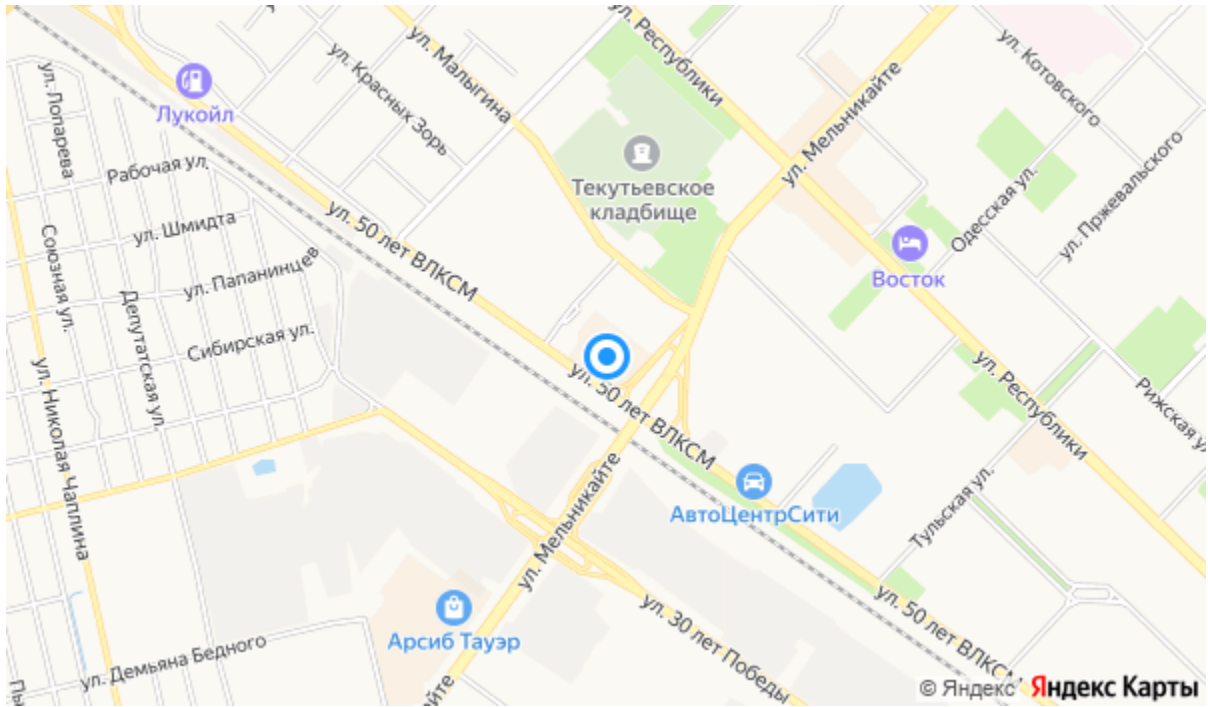 ул. Республики
ул. Малыгина
ул. Котовского
ул. Красных Зорь
ул. Мельникайте
ул. Лопарева
Лукойл
Рабочая ул.
Текутьевское
кладбище
Одесская ул.
ул. Пржевальского
ул. Шмидта
ул. 50 лет ВЛКСМ
Союзная ул.
ул. Папанинцев
Восток
Депутатская ул.
Сибирская ул.
ул. Николая Чаплина
ул. 50 лет ВЛКСМ
ул. Республики
Рижская ул
АвтоЦентрСити
Тульская ул.
ул. Мельникайте
Арсиб Тауэр
ул. 30 лет Победы
ул. 50 лет ВЛКСМ
ул. Демьяна Бедного
© Яндекс Яндекс Карты